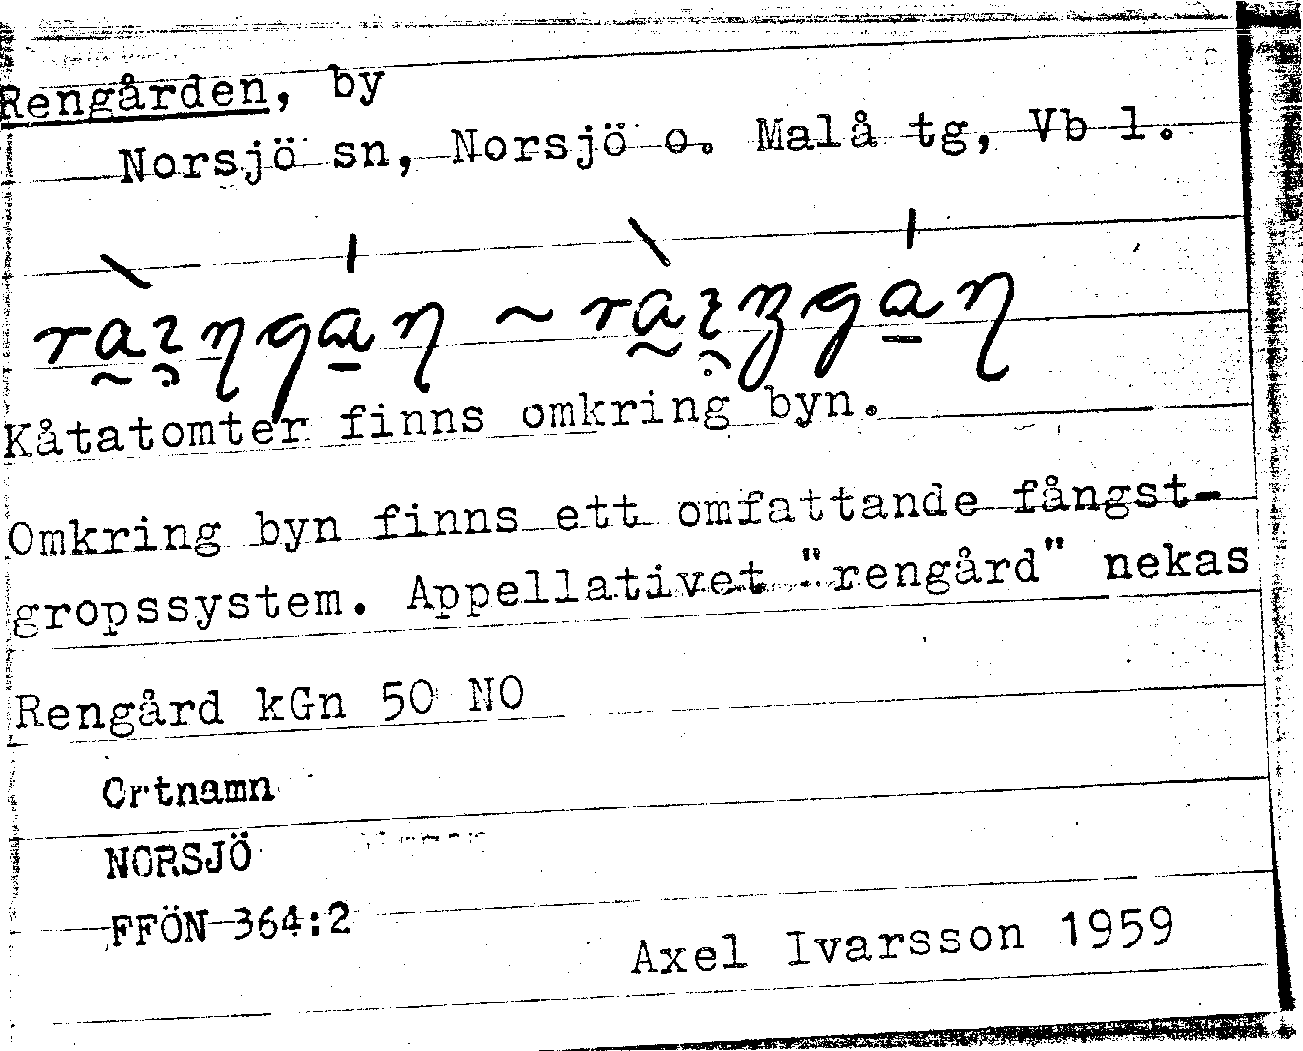 Rengården, by
Norsjö sn, Norsjö o. Malå tg, Vb l.
Kåtatomter finns omkring byn.
Omkring byn finns ett omfattande fångst-
gropssystem. Appellativet "rengård" nekas
Rengård kGn 50 NO
Ortnamn
NORSJÖ
FFÖN 364:2
Axel Ivarsson 1959